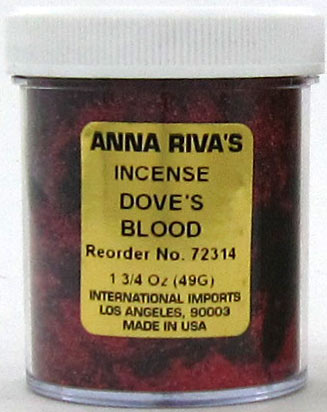 ANNA RIVA'S
INCENSE
DOVE'S
BLOOD
Reorder No. 72314
1 3/4 Oz (49G)
INTERNATIONAL IMPORTS
LOS ANGELES, 90003
MADE IN USA